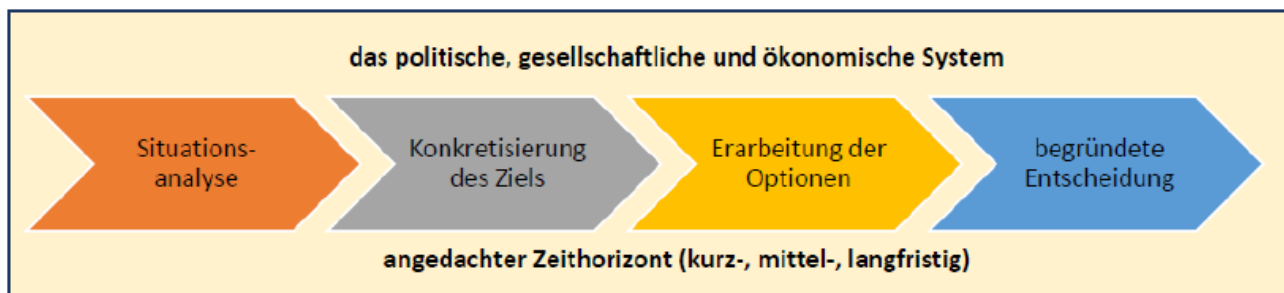 das politische, gesellschaftliche und ökonomische System
Situations-
analyse
Konkretisierung
des Ziels
Erarbeitung der
Optionen
begründete
Entscheidung
angedachter Zeithorizont (kurz-, mittel-, langfristig)